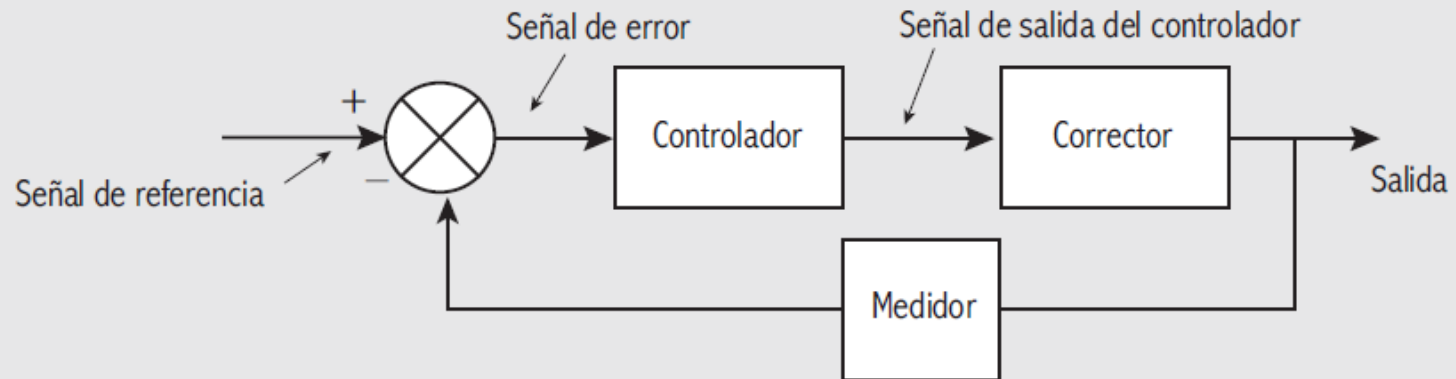 Señal de error
Señal de salida del controlador
+
Controlador
Corrector
−
Señal de referencia
Salida
Medidor